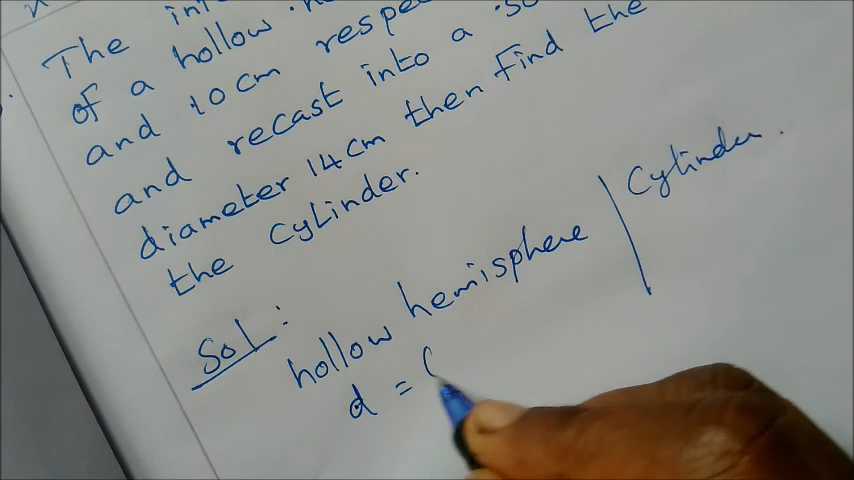 The
of a hollow
and 10cm
and recast into a
diameter 14cm then find the
the cylinder.
Sol:
hollow hemisphere | Cylinder.
d = (